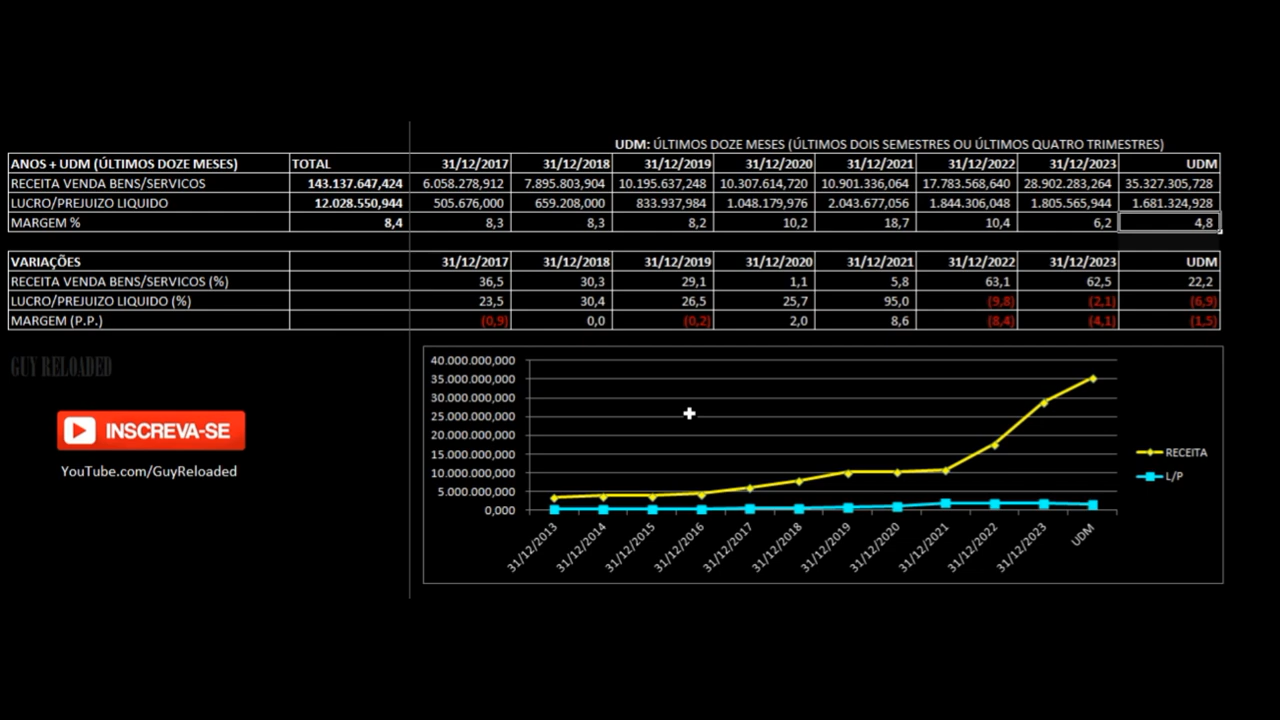 UDM: ÚLTIMOS DOZE MESES (ÚLTIMOS DOIS SEMESTRES OU ÚLTIMOS QUATRO TRIMESTRES)
ANOS + UDM (ÚLTIMOS DOZE MESES) TOTAL 31/12/2017 31/12/2018 31/12/2019 31/12/2020 31/12/2021 31/12/2022 31/12/2023 UDM
RECEITA VENDA BENS/SERVICOS 143.137.647,424 6.058.278,912 7.895.803,904 10.195.637,248 10.307.614,720 10.901.336,064 17.783.568,640 28.902.283,264 35.327.305,728
LUCRO/PREJUIZO LIQUIDO 12.028.550,944 505.676,000 659.208,000 833.937,984 1.048.179,976 2.043.677,056 1.844.306,048 1.805.565,944 1.681.324,928
MARGEM % 8,4 8,3 8,3 8,2 10,2 18,7 10,4 6,2 4,8
VARIAÇÕES 31/12/2017 31/12/2018 31/12/2019 31/12/2020 31/12/2021 31/12/2022 31/12/2023 UDM
RECEITA VENDA BENS/SERVICOS (%) 36,5 30,3 29,1 1,1 5,8 63,1 62,5 22,2
LUCRO/PREJUIZO LIQUIDO (%) 23,5 30,4 26,5 25,7 95,0 (9,8) (2,1) (6,9)
MARGEM (P.P.) (0,9) 0,0 (0,2) 2,0 8,6 (8,4) (4,1) (1,5)
GUY RELOADED
INSCREVA-SE
YouTube.com/GuyReloaded
40.000.000,000
35.000.000,000
30.000.000,000
25.000.000,000
20.000.000,000
15.000.000,000
10.000.000,000
5.000.000,000
0,000
31/12/2013 31/12/2014 31/12/2015 31/12/2016 31/12/2017 31/12/2018 31/12/2019 31/12/2020 31/12/2021 31/12/2022 31/12/2023 UDM
RECEITA
L/P